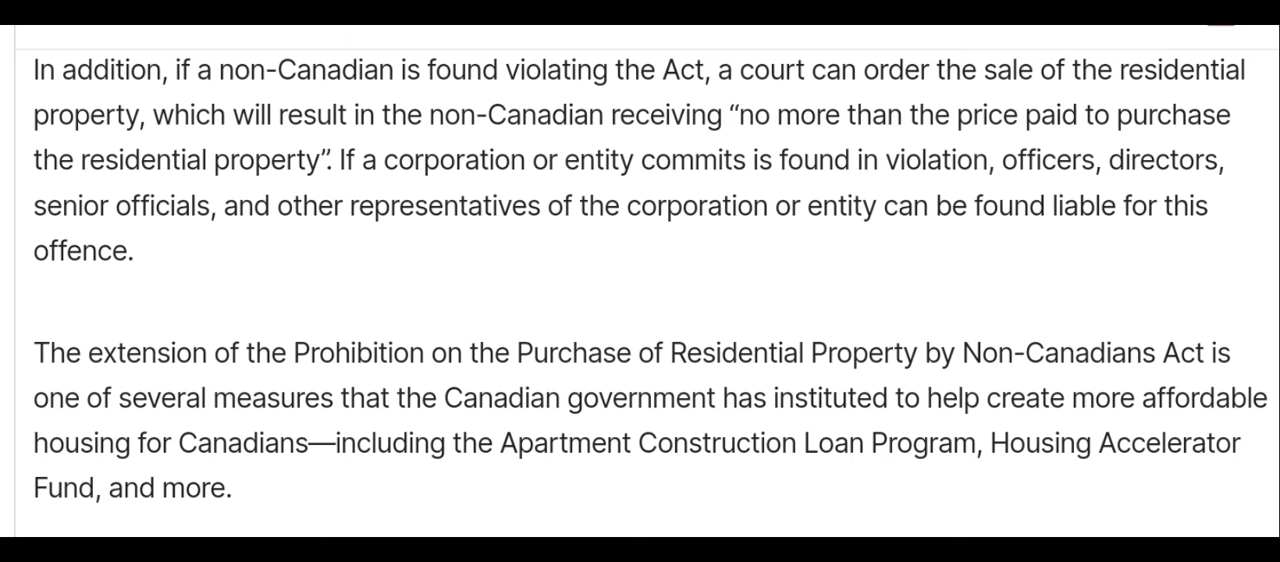 In addition, if a non-Canadian is found violating the Act, a court can order the sale of the residential
property, which will result in the non-Canadian receiving “no more than the price paid to purchase
the residential property”. If a corporation or entity commits is found in violation, officers, directors,
senior officials, and other representatives of the corporation or entity can be found liable for this
offence.
The extension of the Prohibition on the Purchase of Residential Property by Non-Canadians Act is
one of several measures that the Canadian government has instituted to help create more affordable
housing for Canadians—including the Apartment Construction Loan Program, Housing Accelerator
Fund, and more.